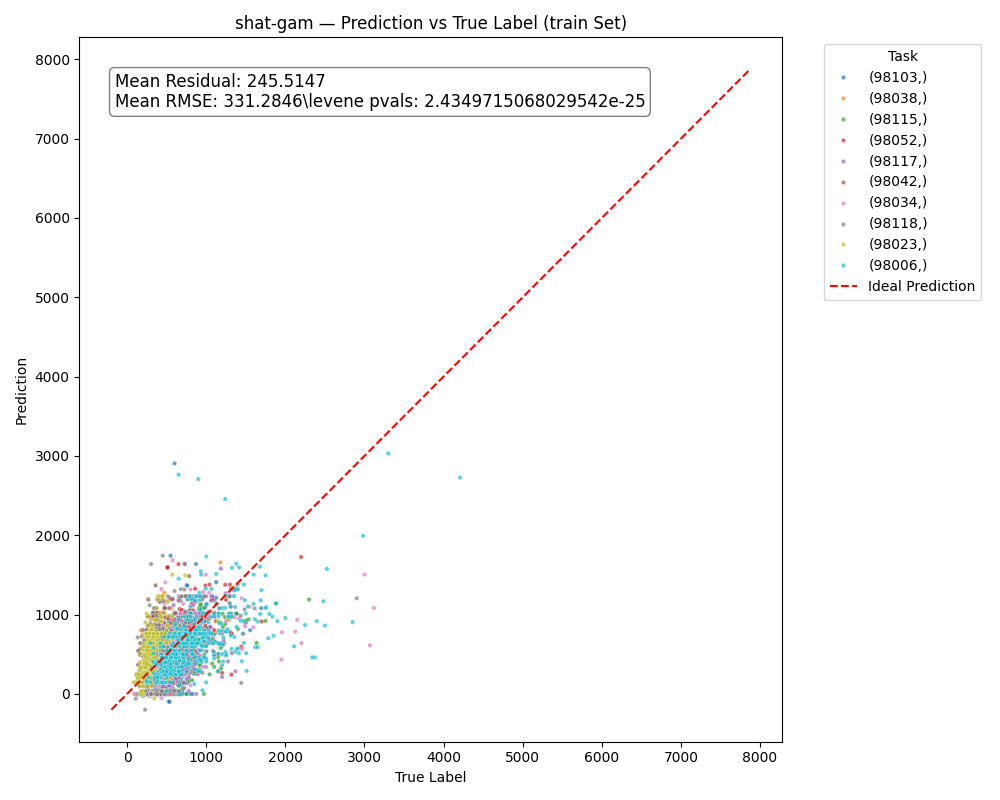 shat-gam — Prediction vs True Label (train Set)
Mean Residual: 245.5147
Mean RMSE: 331.2846\levene pvals: 2.4349715068029542e-25
8000
7000
6000
5000
4000
3000
2000
1000
0
Prediction
0 1000 2000 3000 4000 5000 6000 7000 8000
True Label
Task
(98103,)
(98038,)
(98115,)
(98052,)
(98117,)
(98042,)
(98034,)
(98118,)
(98023,)
(98006,)
Ideal Prediction